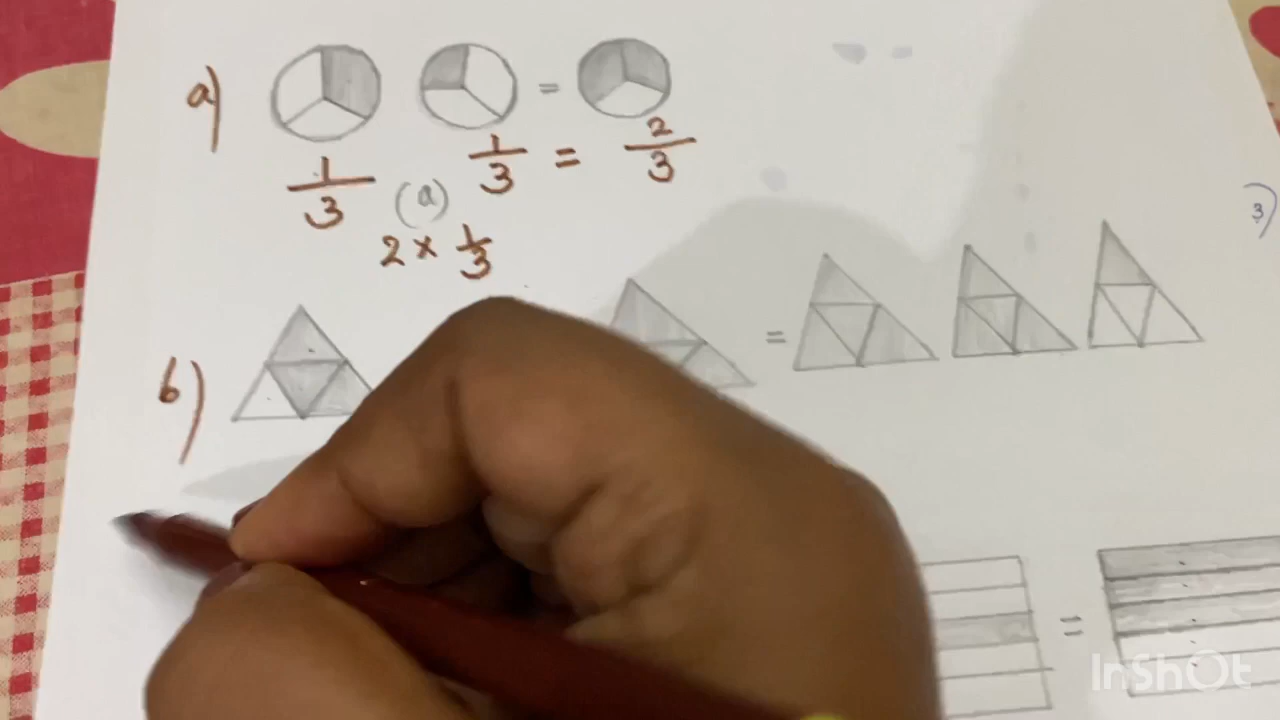 a) =
1/3 1/3 = 2/3
(a)
2 × 1/3
3)
b) =
=
InShOt